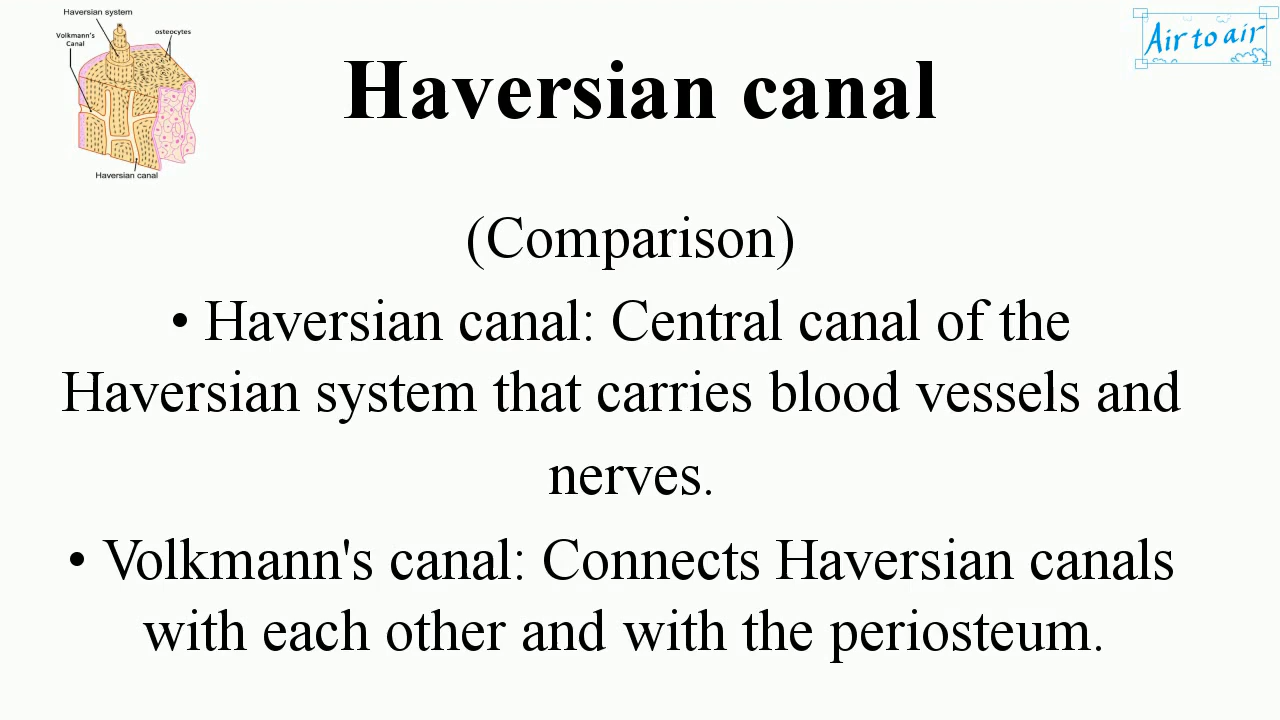 Haversian system
Volkmann's
Canal
osteocytes
Haversian canal
Air to air
Haversian canal
(Comparison)
• Haversian canal: Central canal of the
Haversian system that carries blood vessels and
nerves.
• Volkmann's canal: Connects Haversian canals
with each other and with the periosteum.